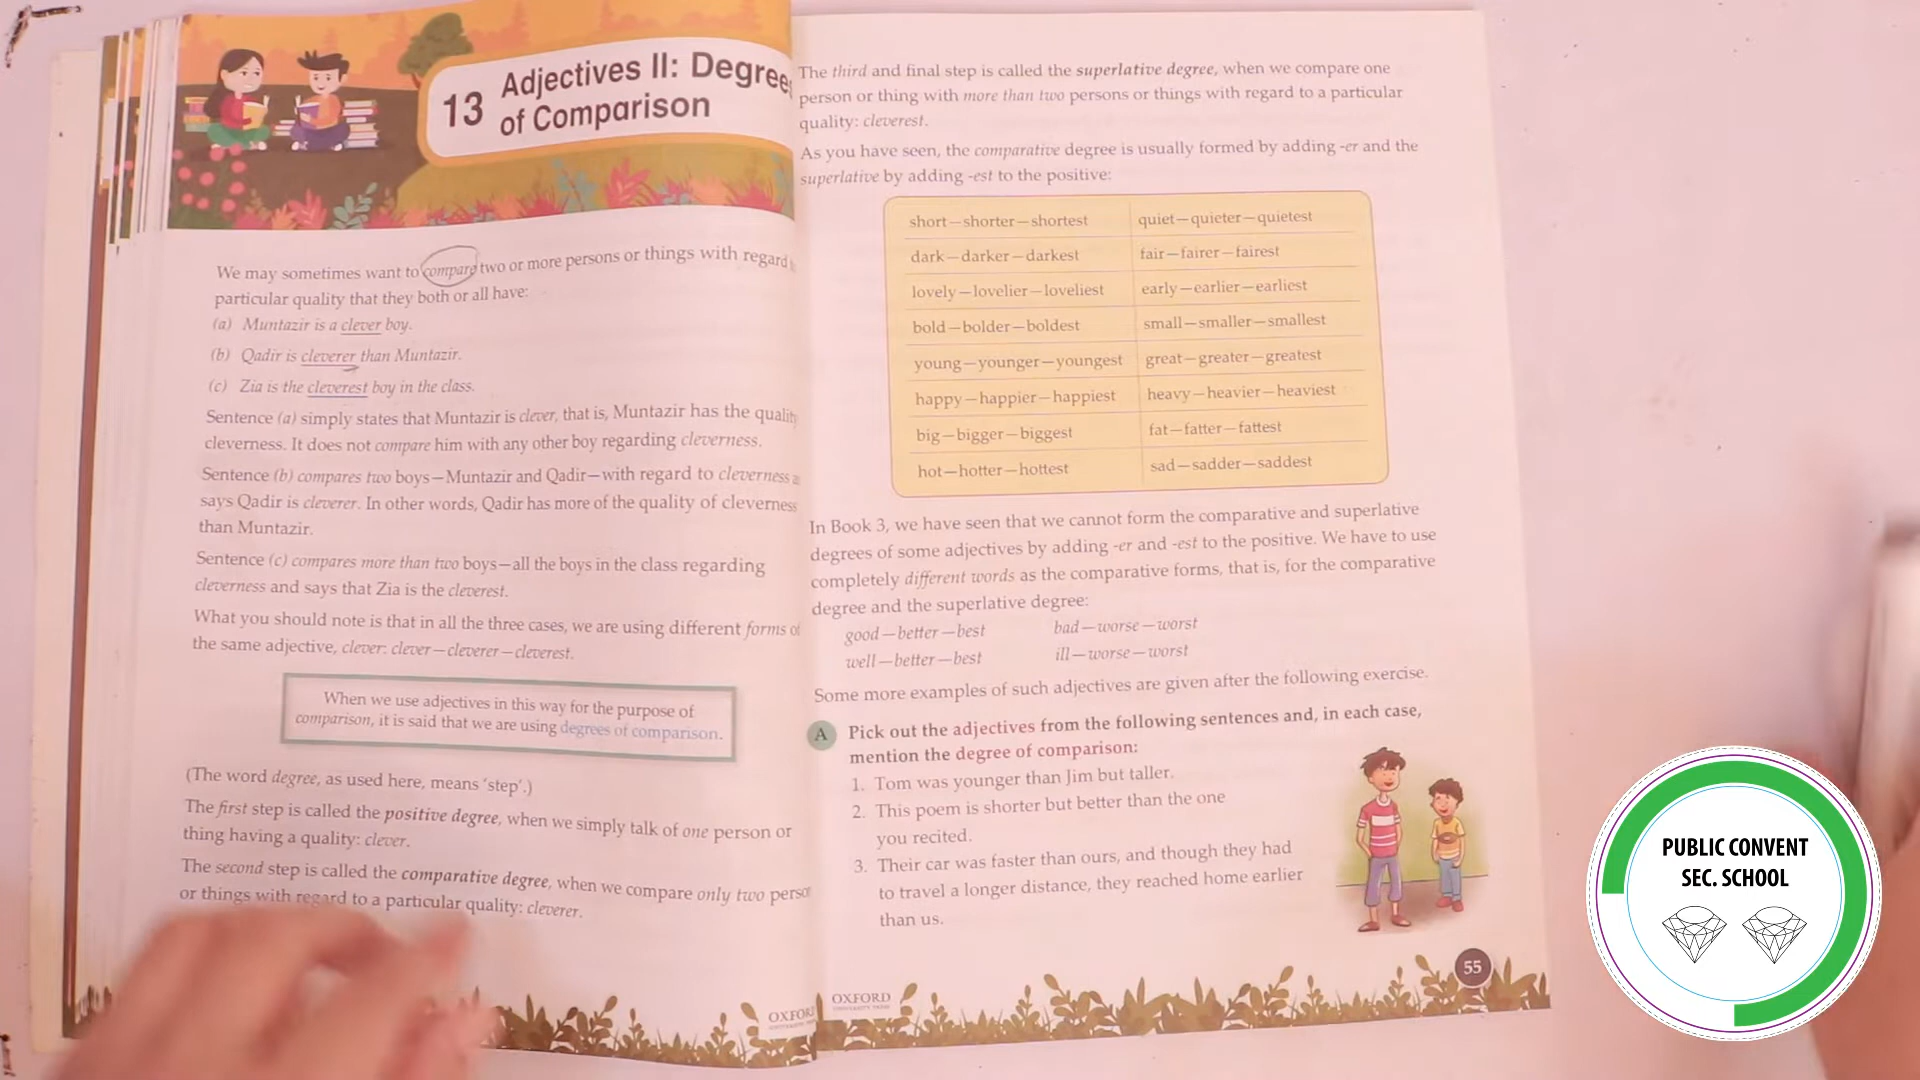 13 Adjectives II: Degrees
of Comparison
We may sometimes want to compare two or more persons or things with regard
particular quality that they both or all have:
(a) Muntazir is a clever boy.
(b) Qadir is cleverer than Muntazir.
(c) Zia is the cleverest boy in the class.
Sentence (a) simply states that Muntazir is clever, that is, Muntazir has the quality
cleverness. It does not compare him with any other boy regarding cleverness.
Sentence (b) compares two boys—Muntazir and Qadir—with regard to cleverness
says Qadir is cleverer. In other words, Qadir has more of the quality of cleverness
than Muntazir.
Sentence (c) compares more than two boys—all the boys in the class regarding
cleverness and says that Zia is the cleverest.
What you should note is that in all the three cases, we are using different forms of
the same adjective, clever: clever—cleverer—cleverest.
When we use adjectives in this way for the purpose of
comparison, it is said that we are using degrees of comparison.
(The word degree, as used here, means 'step'.)
The first step is called the positive degree, when we simply talk of one person or
thing having a quality: clever.
The second step is called the comparative degree, when we compare only two perso
or things with regard to a particular quality: cleverer.
OXFOR
The third and final step is called the superlative degree, when we compare one
person or thing with more than two persons or things with regard to a particular
quality: cleverest.
As you have seen, the comparative degree is usually formed by adding -er and the
superlative by adding -est to the positive:
short—shorter—shortest quiet—quieter—quietest
dark—darker—darkest fair—fairer—fairest
lovely—lovelier—loveliest early—earlier—earliest
bold—bolder—boldest small—smaller—smallest
young—younger—youngest great—greater—greatest
happy—happier—happiest heavy—heavier—heaviest
big—bigger—biggest fat—fatter—fattest
hot—hotter—hottest sad—sadder—saddest
In Book 3, we have seen that we cannot form the comparative and superlative
degrees of some adjectives by adding -er and -est to the positive. We have to use
completely different words as the comparative forms, that is, for the comparative
degree and the superlative degree:
good—better—best bad—worse—worst
well—better—best ill—worse—worst
Some more examples of such adjectives are given after the following exercise.
A Pick out the adjectives from the following sentences and, in each case,
mention the degree of comparison:
1. Tom was younger than Jim but taller.
2. This poem is shorter but better than the one
you recited.
3. Their car was faster than ours, and though they had
to travel a longer distance, they reached home earlier
than us.
OXFORD
55
PUBLIC CONVENT
SEC. SCHOOL